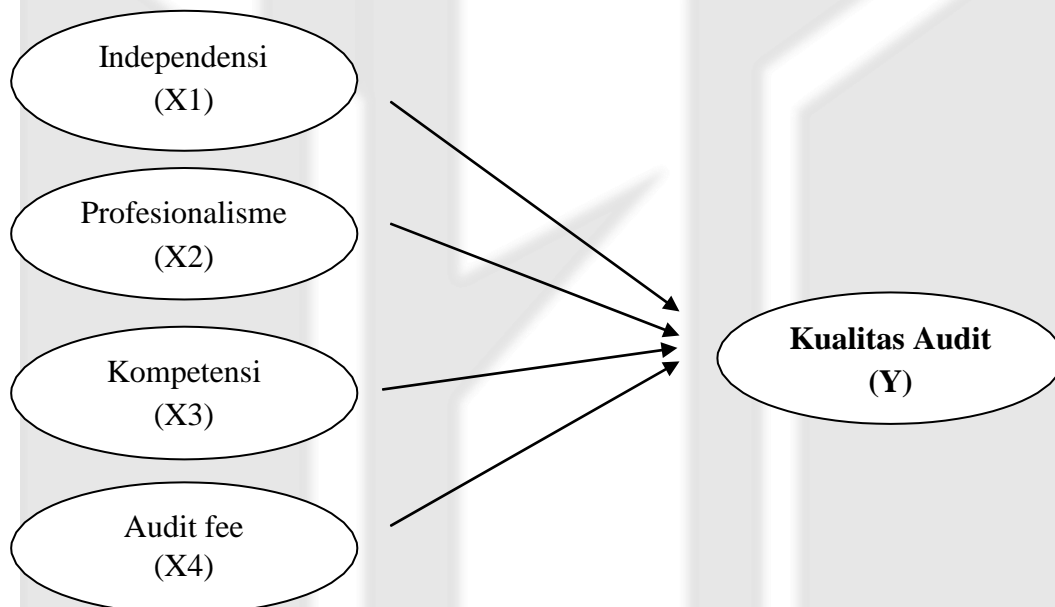 Independensi
(X1)
Profesionalisme
(X2)
Kompetensi
(X3)
Audit fee
(X4)
Kualitas Audit
(Y)